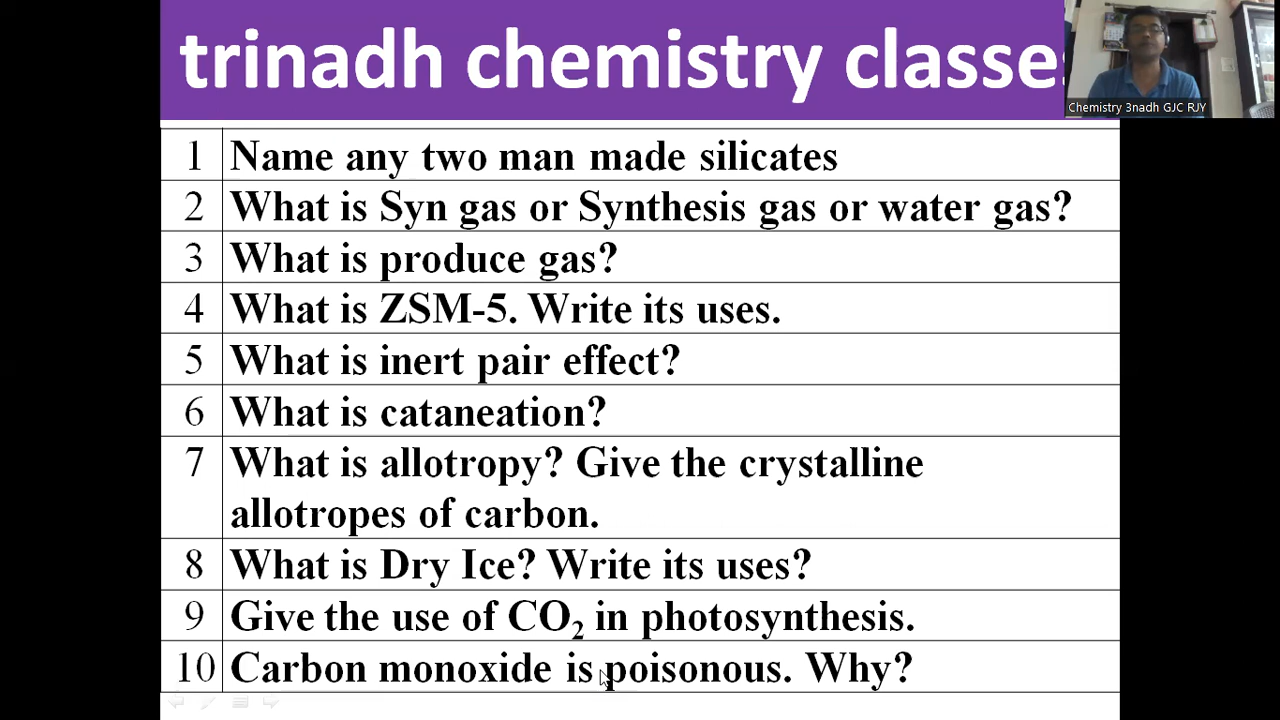 trinadh chemistry classes
Chemistry 3nadh GJC RJY
1 Name any two man made silicates
2 What is Syn gas or Synthesis gas or water gas?
3 What is produce gas?
4 What is ZSM-5. Write its uses.
5 What is inert pair effect?
6 What is cataneation?
7 What is allotropy? Give the crystalline
allotropes of carbon.
8 What is Dry Ice? Write its uses?
9 Give the use of CO₂ in photosynthesis.
10 Carbon monoxide is poisonous. Why?